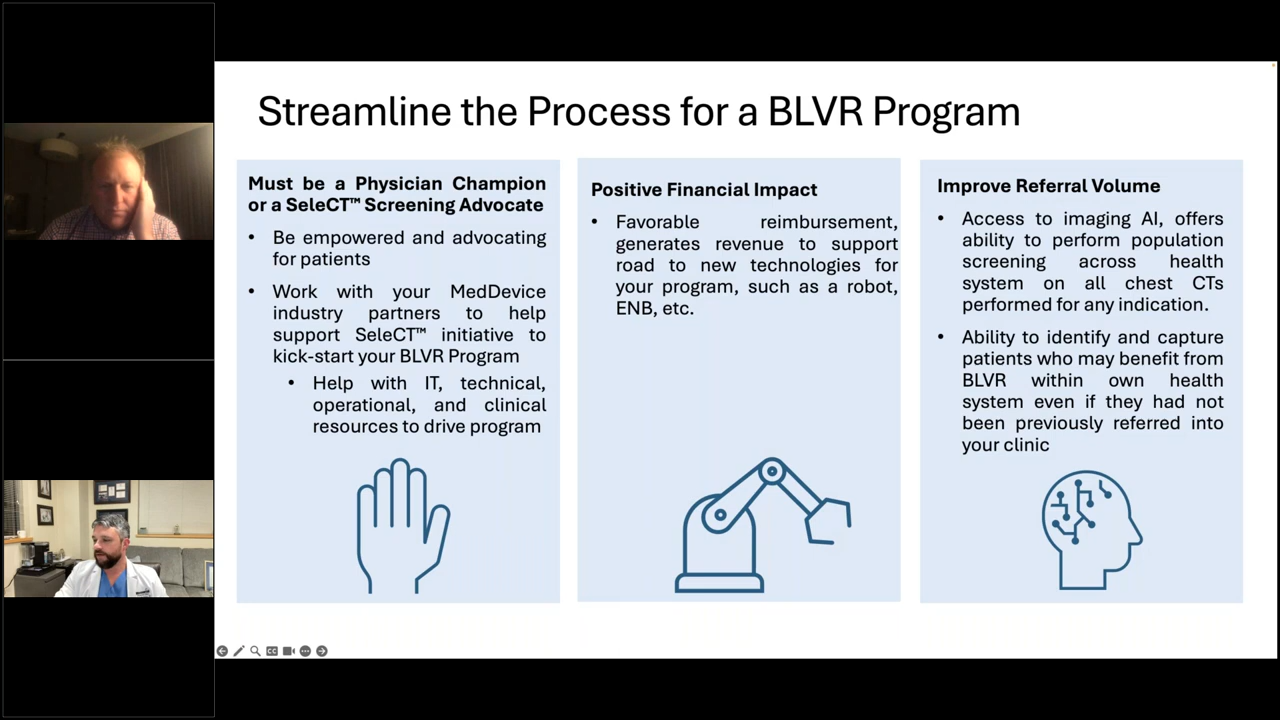 Streamline the Process for a BLVR Program
Must be a Physician Champion
or a SeleCT™ Screening Advocate
• Be empowered and advocating
for patients
• Work with your MedDevice
industry partners to help
support SeleCT™ initiative to
kick-start your BLVR Program
• Help with IT, technical,
operational, and clinical
resources to drive program
Positive Financial Impact
• Favorable reimbursement,
generates revenue to support
road to new technologies for
your program, such as a robot,
ENB, etc.
Improve Referral Volume
• Access to imaging AI, offers
ability to perform population
screening across health
system on all chest CTs
performed for any indication.
• Ability to identify and capture
patients who may benefit from
BLVR within own health
system even if they had not
been previously referred into
your clinic